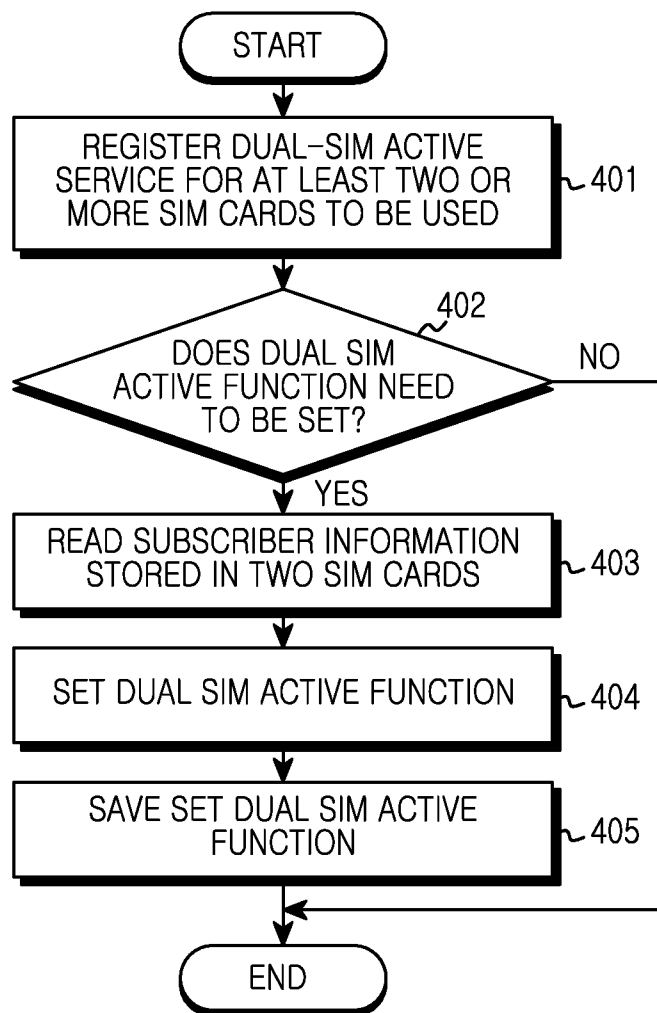 START
REGISTER DUAL-SIM ACTIVE
SERVICE FOR AT LEAST TWO OR
MORE SIM CARDS TO BE USED
401
402
DOES DUAL SIM
ACTIVE FUNCTION NEED
TO BE SET?
NO
YES
READ SUBSCRIBER INFORMATION
STORED IN TWO SIM CARDS
403
SET DUAL SIM ACTIVE FUNCTION
404
SAVE SET DUAL SIM ACTIVE
FUNCTION
405
END